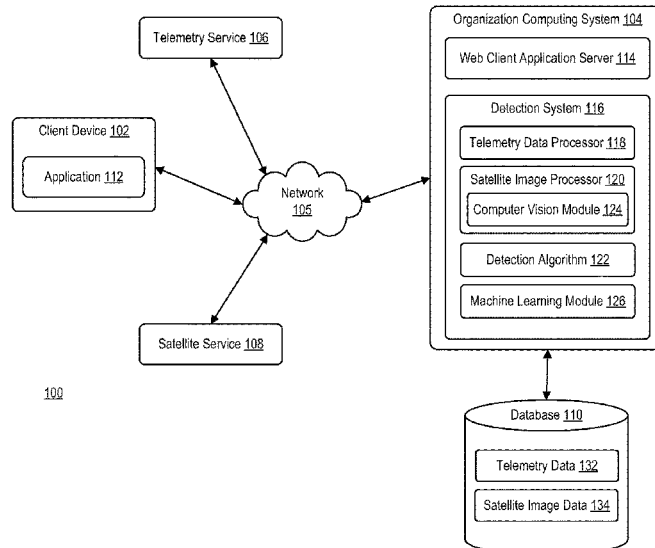 Organization Computing System 104
Telemetry Service 106
Web Client Application Server 114
Detection System 116
Client Device 102
Telemetry Data Processor 118
Application 112
Satellite Image Processor 120
Network
105
Computer Vision Module 124
Detection Algorithm 122
Machine Learning Module 126
Satellite Service 108
100
Database 110
Telemetry Data 132
Satellite Image Data 134